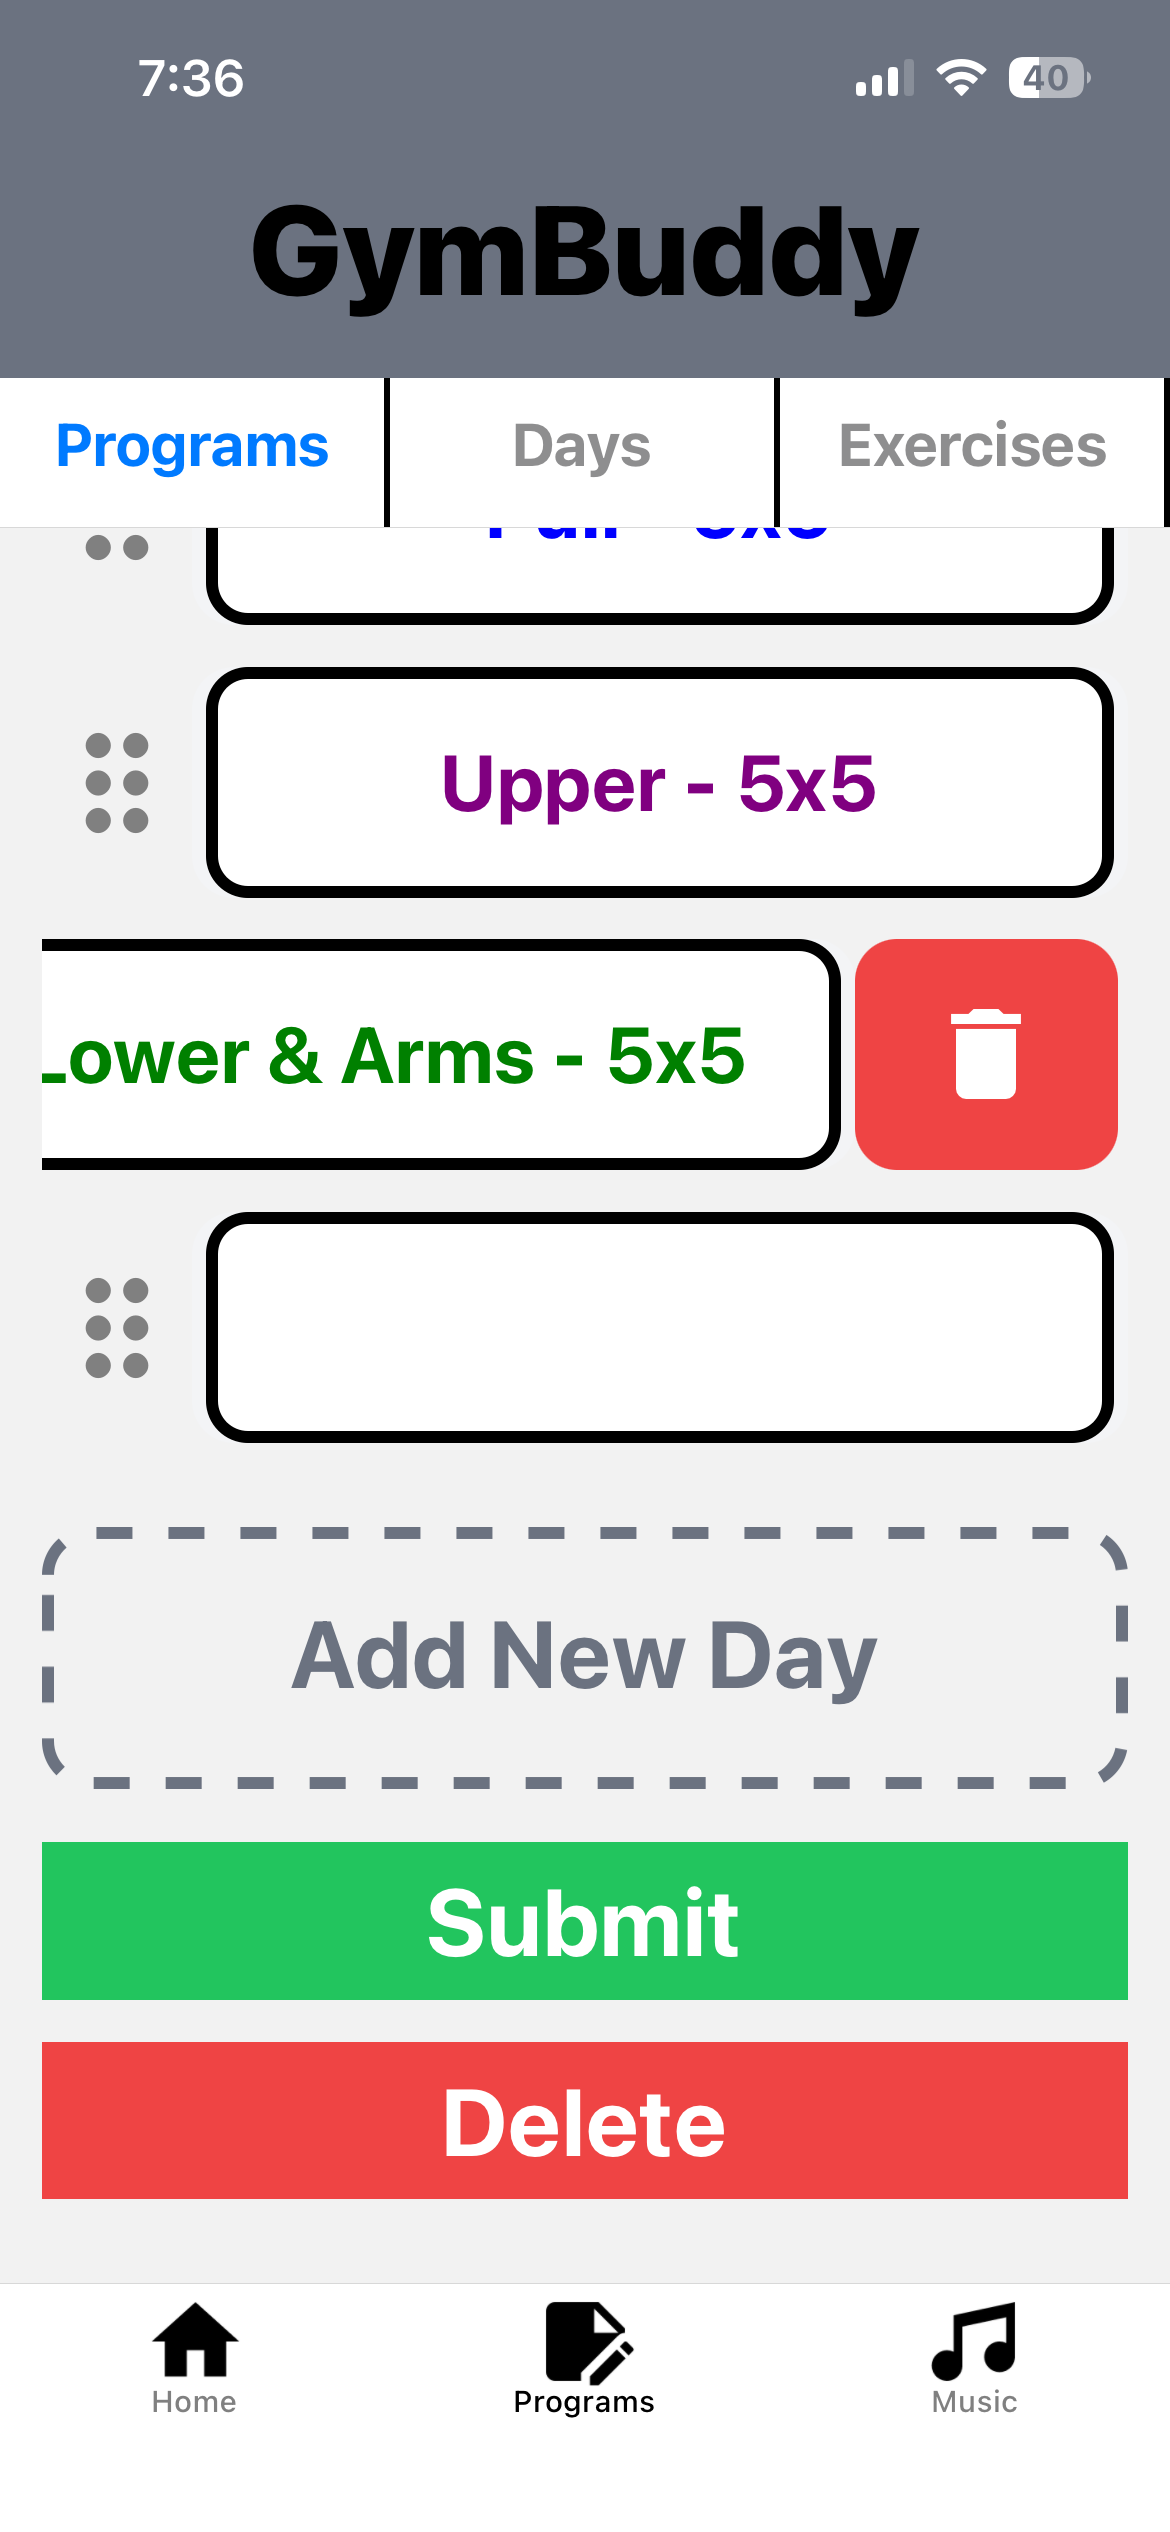 7:36
40
GymBuddy
Programs Days Exercises
Upper - 5x5
Lower & Arms - 5x5
Add New Day
Submit
Delete
Home Programs Music